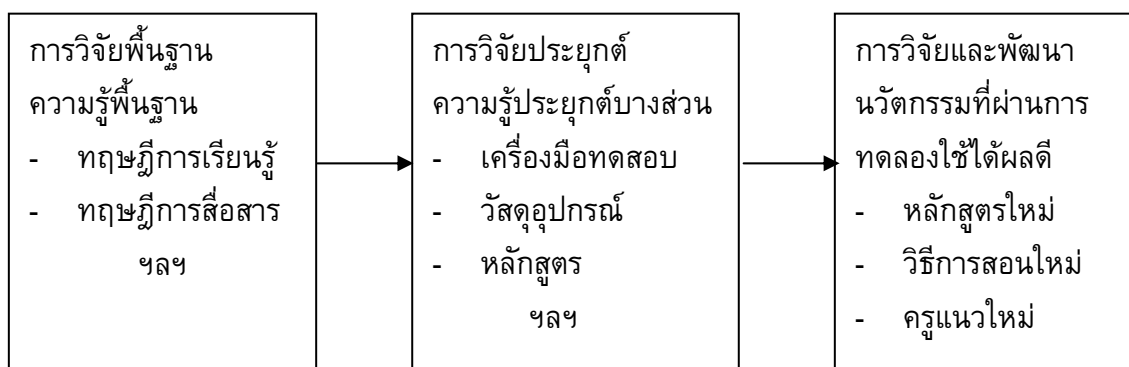 การวิจัยพื้นฐาน
ความรู้พื้นฐาน
- ทฤษฎีการเรียนรู้
- ทฤษฎีการสื่อสาร
ฯลฯ
การวิจัยประยุกต์
ความรู้ประยุกต์บางส่วน
- เครื่องมือทดสอบ
- วัสดุอุปกรณ์
- หลักสูตร
ฯลฯ
การวิจัยและพัฒนา
นวัตกรรมที่ผ่านการ
ทดลองใช้ได้ผลดี
- หลักสูตรใหม่
- วิธีการสอนใหม่
- ครูแนวใหม่